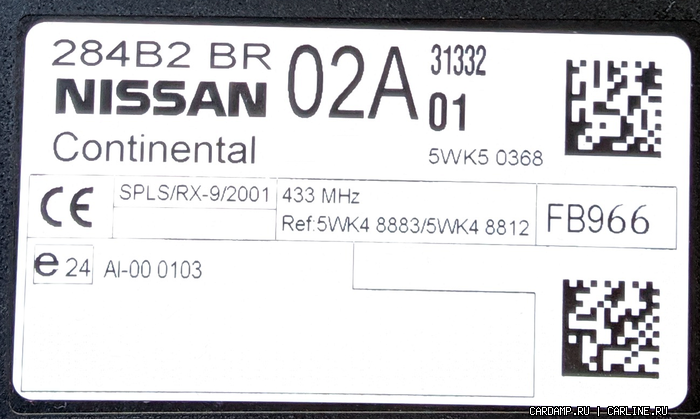 284B2 BR 02A 31332
NISSAN 01
Continental 5WK5 0368
CE SPLS/RX-9/2001 433 MHz FB966
Ref:5WK4 8883/5WK4 8812
e 24 AI-00 0103
CARDAMP.RU | CARLINE.RU